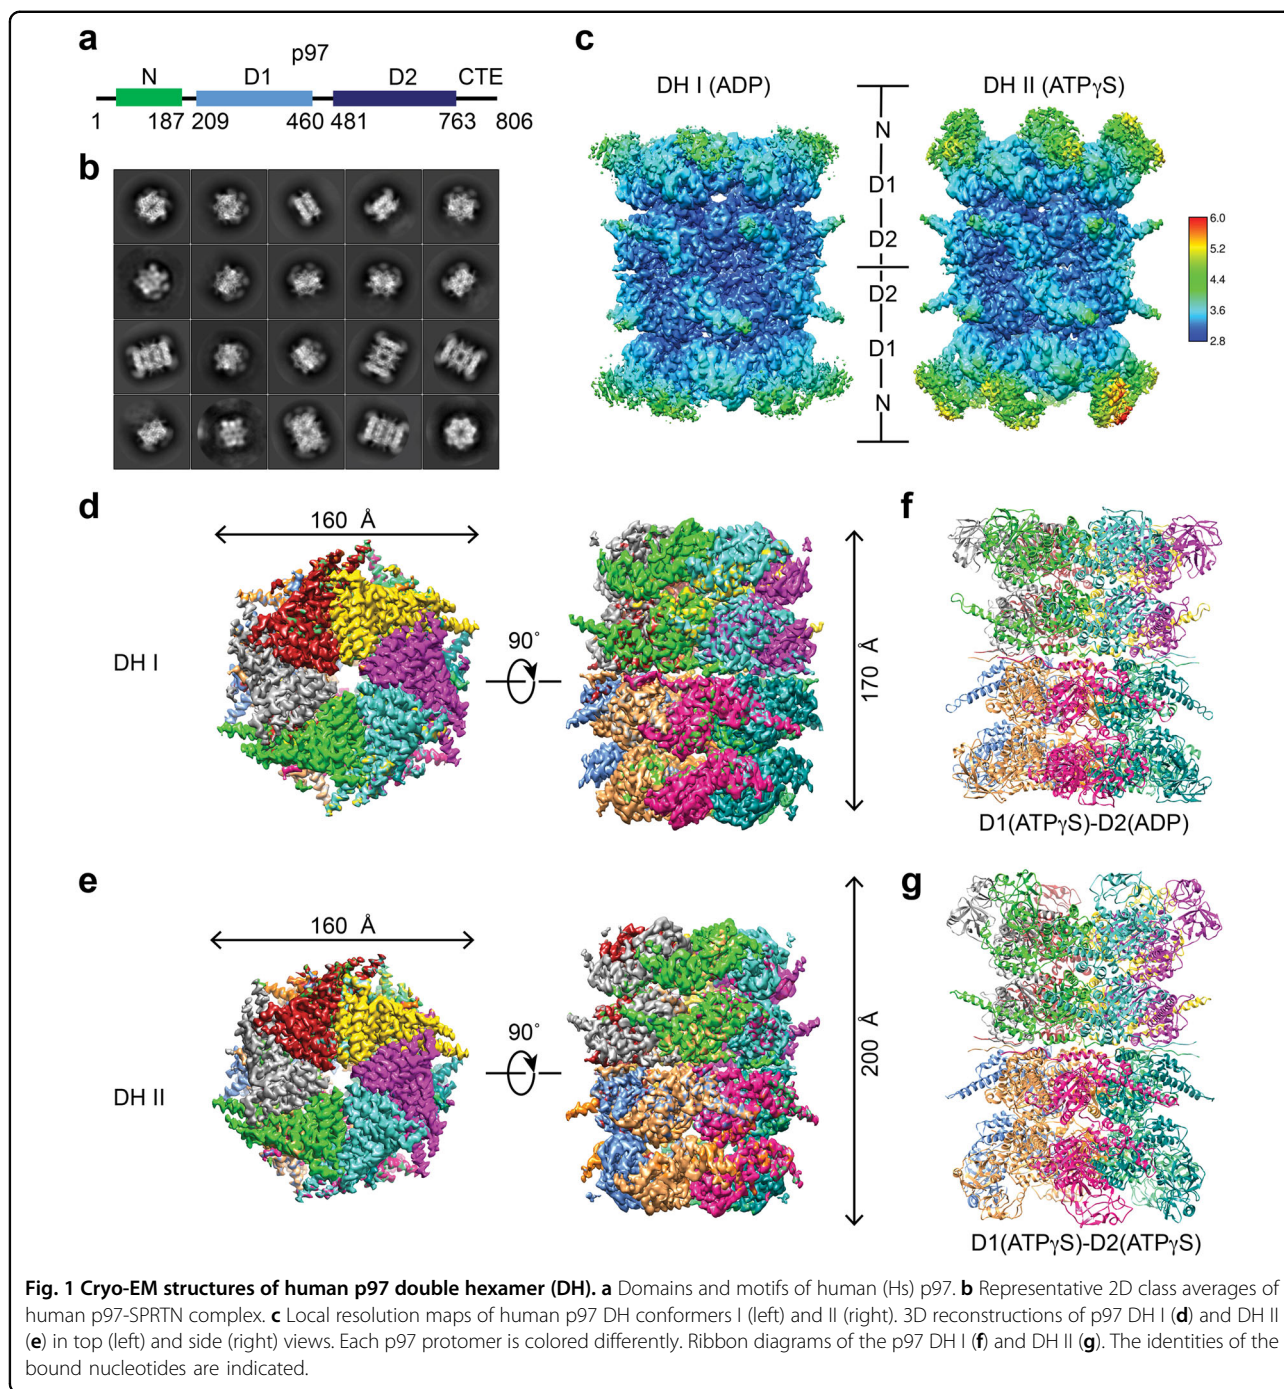 a
p97
N D1 D2 CTE
1 187 209 460 481 763 806
b
c
DH I (ADP) DH II (ATPγS)
N
D1
D2
D2
D1
N
6.0
5.2
4.4
3.6
2.8
d
160 Å
DH I
90°
170 Å
f
D1(ATPγS)-D2(ADP)
e
160 Å
DH II
90°
200 Å
g
D1(ATPγS)-D2(ATPγS)
Fig. 1 Cryo-EM structures of human p97 double hexamer (DH). a Domains and motifs of human (Hs) p97. b Representative 2D class averages of
human p97-SPRTN complex. c Local resolution maps of human p97 DH conformers I (left) and II (right). 3D reconstructions of p97 DH I (d) and DH II
(e) in top (left) and side (right) views. Each p97 protomer is colored differently. Ribbon diagrams of the p97 DH I (f) and DH II (g). The identities of the
bound nucleotides are indicated.